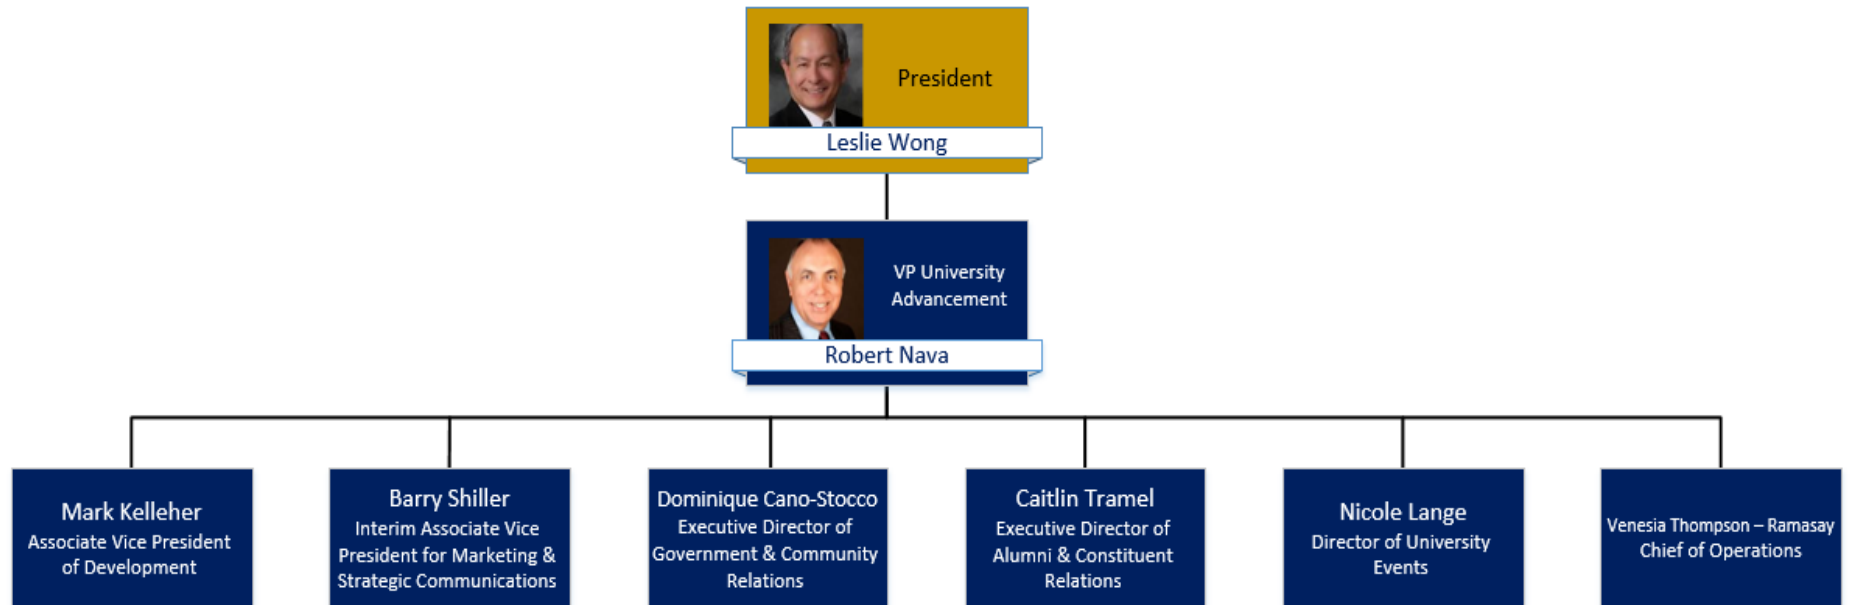 President
Leslie Wong
VP University
Advancement
Robert Nava
Mark Kelleher
Associate Vice President
of Development
Barry Shiller
Interim Associate Vice
President for Marketing &
Strategic Communications
Dominique Cano-Stocco
Executive Director of
Government & Community
Relations
Caitlin Tramel
Executive Director of
Alumni & Constituent
Relations
Nicole Lange
Director of University
Events
Venesia Thompson – Ramasay
Chief of Operations